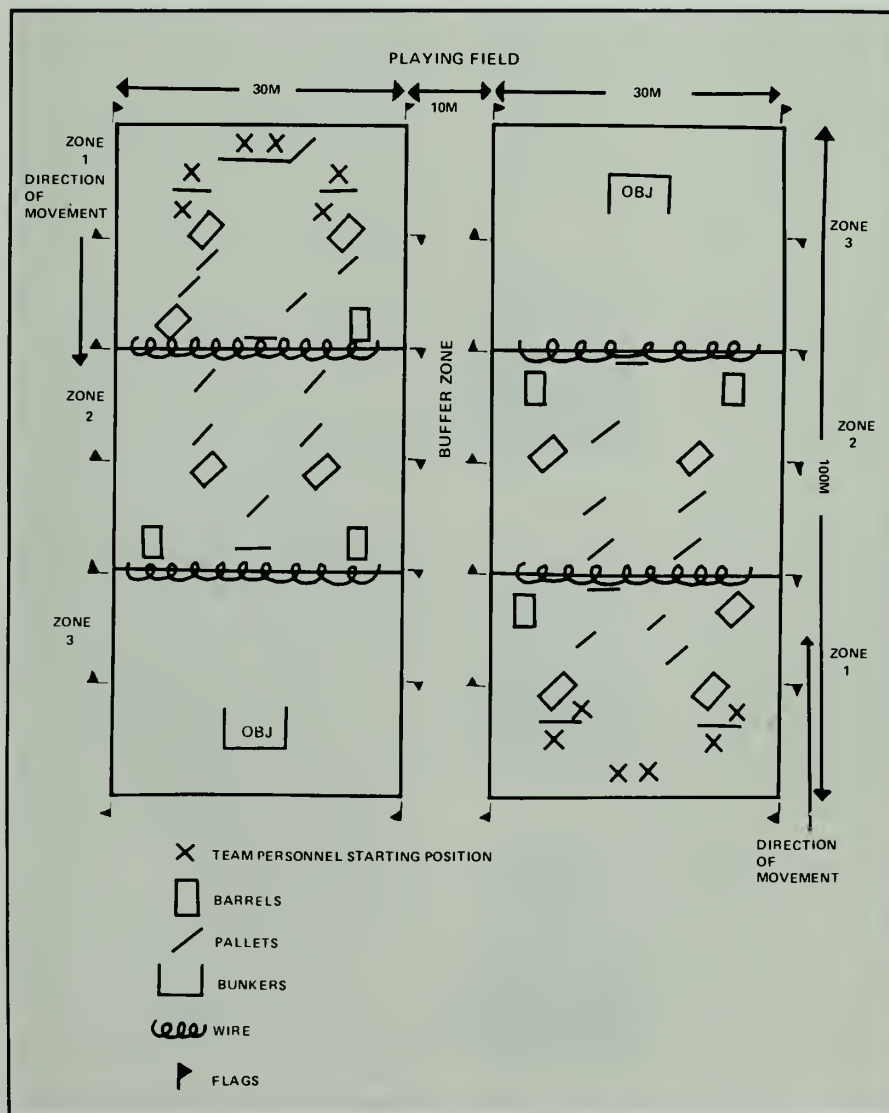 PLAYING FIELD
30M
10M
30M
ZONE
1
DIRECTION
OF
MOVEMENT
ZONE
2
ZONE
3
OBJ
BUFFER ZONE
OBJ
ZONE
3
ZONE
2
100M
ZONE
1
DIRECTION
OF
MOVEMENT
TEAM PERSONNEL STARTING POSITION
BARRELS
PALLETS
BUNKERS
WIRE
FLAGS